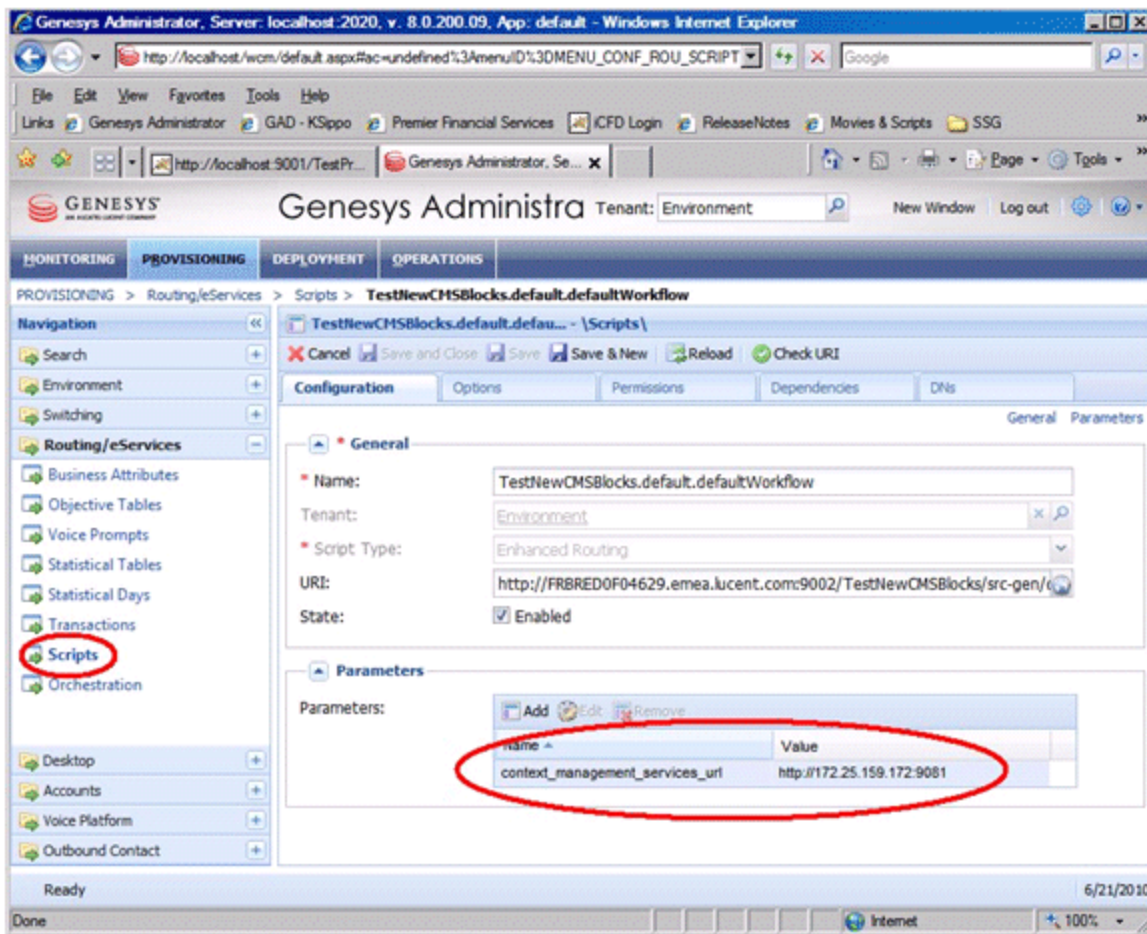 Genesys Administrator, Server: localhost:2020, v. 8.0.200.09, App: default - Windows Internet Explorer
http://localhost/wcm/default.aspx#ac=undefined%3AmenuID%3DMENU_CONF_ROU_SCRIPT Google
File Edit View Favorites Tools Help
Links Genesys Administrator GAD - KSippo Premier Financial Services iCFD Login ReleaseNotes Movies & Scripts SSG »
http://localhost:9001/TestPr... Genesys Administrator, Se... Page Tools »
GENESYS Genesys Administra Tenant: Environment New Window Log out
AN ALCATEL-LUCENT COMPANY
MONITORING PROVISIONING DEPLOYMENT OPERATIONS
PROVISIONING > Routing/eServices > Scripts > TestNewCMSBlocks.default.defaultWorkflow
Navigation « TestNewCMSBlocks.default.defau... - \Scripts\
Search Cancel Save and Close Save Save & New Reload Check URI
Environment Configuration Options Permissions Dependencies DNs
Switching General Parameters
Routing/eServices * General
Business Attributes * Name: TestNewCMSBlocks.default.defaultWorkflow
Objective Tables Tenant: Environment
Voice Prompts * Script Type: Enhanced Routing
Statistical Tables URI: http://FRBRED0F04629.emea.lucent.com:9002/TestNewCMSBlocks/src-gen/
Statistical Days State: Enabled
Transactions
Scripts Parameters
Orchestration Parameters: Add Edit Remove
Name Value
Desktop context_management_services_url http://172.25.159.172:9081
Accounts
Voice Platform
Outbound Contact
Ready 6/21/2010
Done Internet 100%